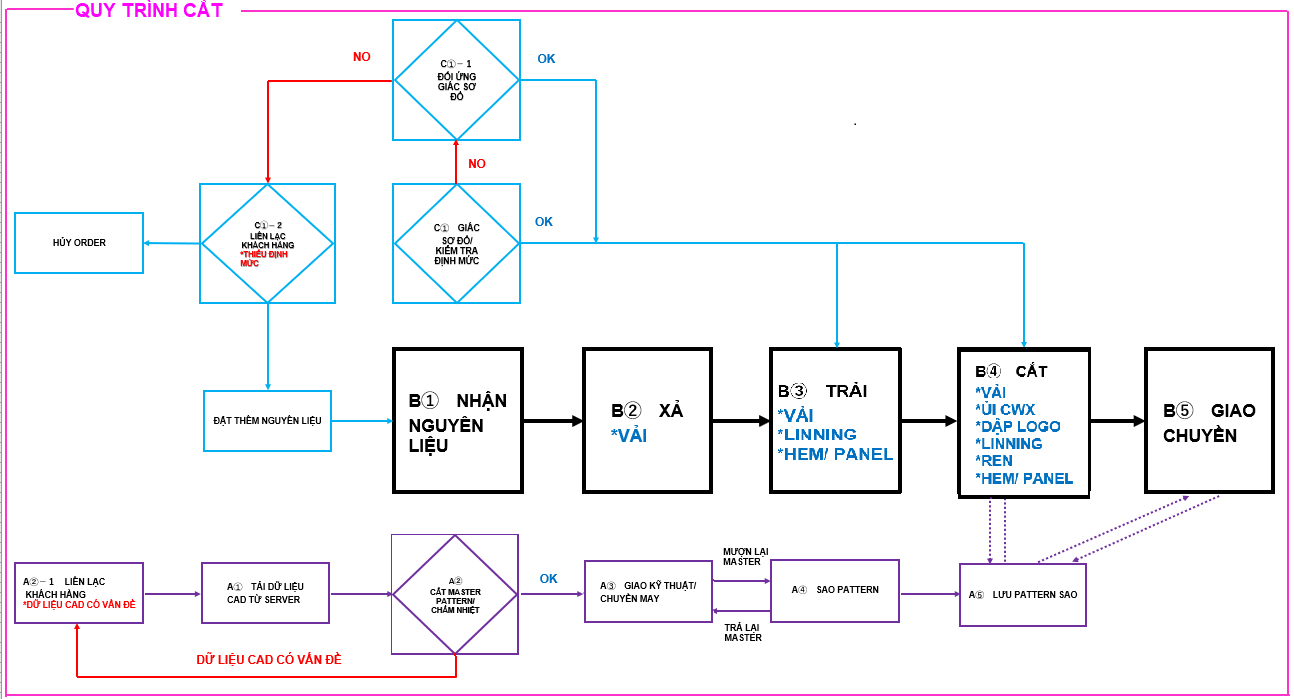 QUY TRÌNH CẮT
NO
C①－1
ĐỐI ỨNG
GIÁC SƠ
ĐỒ
OK
NO
HỦY ORDER
C①－2
LIÊN LẠC
KHÁCH HÀNG
*THIẾU ĐỊNH
MỨC
C① GIÁC
SƠ ĐỒ/
KIỂM TRA
ĐỊNH MỨC
OK
ĐẶT THÊM NGUYÊN LIỆU
B① NHẬN
NGUYÊN
LIỆU
B② XẢ
*VẢI
B③ TRẢI
*VẢI
*LINNING
*HEM/ PANEL
B④ CẮT
*VẢI
*ỦI CWX
*DẬP LOGO
*LINNING
*REN
*HEM/ PANEL
B⑤ GIAO
CHUYỀN
A②－1 LIÊN LẠC
KHÁCH HÀNG
*DỮ LIỆU CAD CÓ VẤN ĐỀ
A① TẢI DỮ LIỆU
CAD TỪ SERVER
A②
CẮT MASTER
PATTERN/
CHẤM NHIỆT
OK
A③ GIAO KỸ THUẬT/
CHUYỀN MAY
MƯỢN LẠI
MASTER
TRẢ LẠI
MASTER
A④ SAO PATTERN
A⑤ LƯU PATTERN SAO
DỮ LIỆU CAD CÓ VẤN ĐỀ